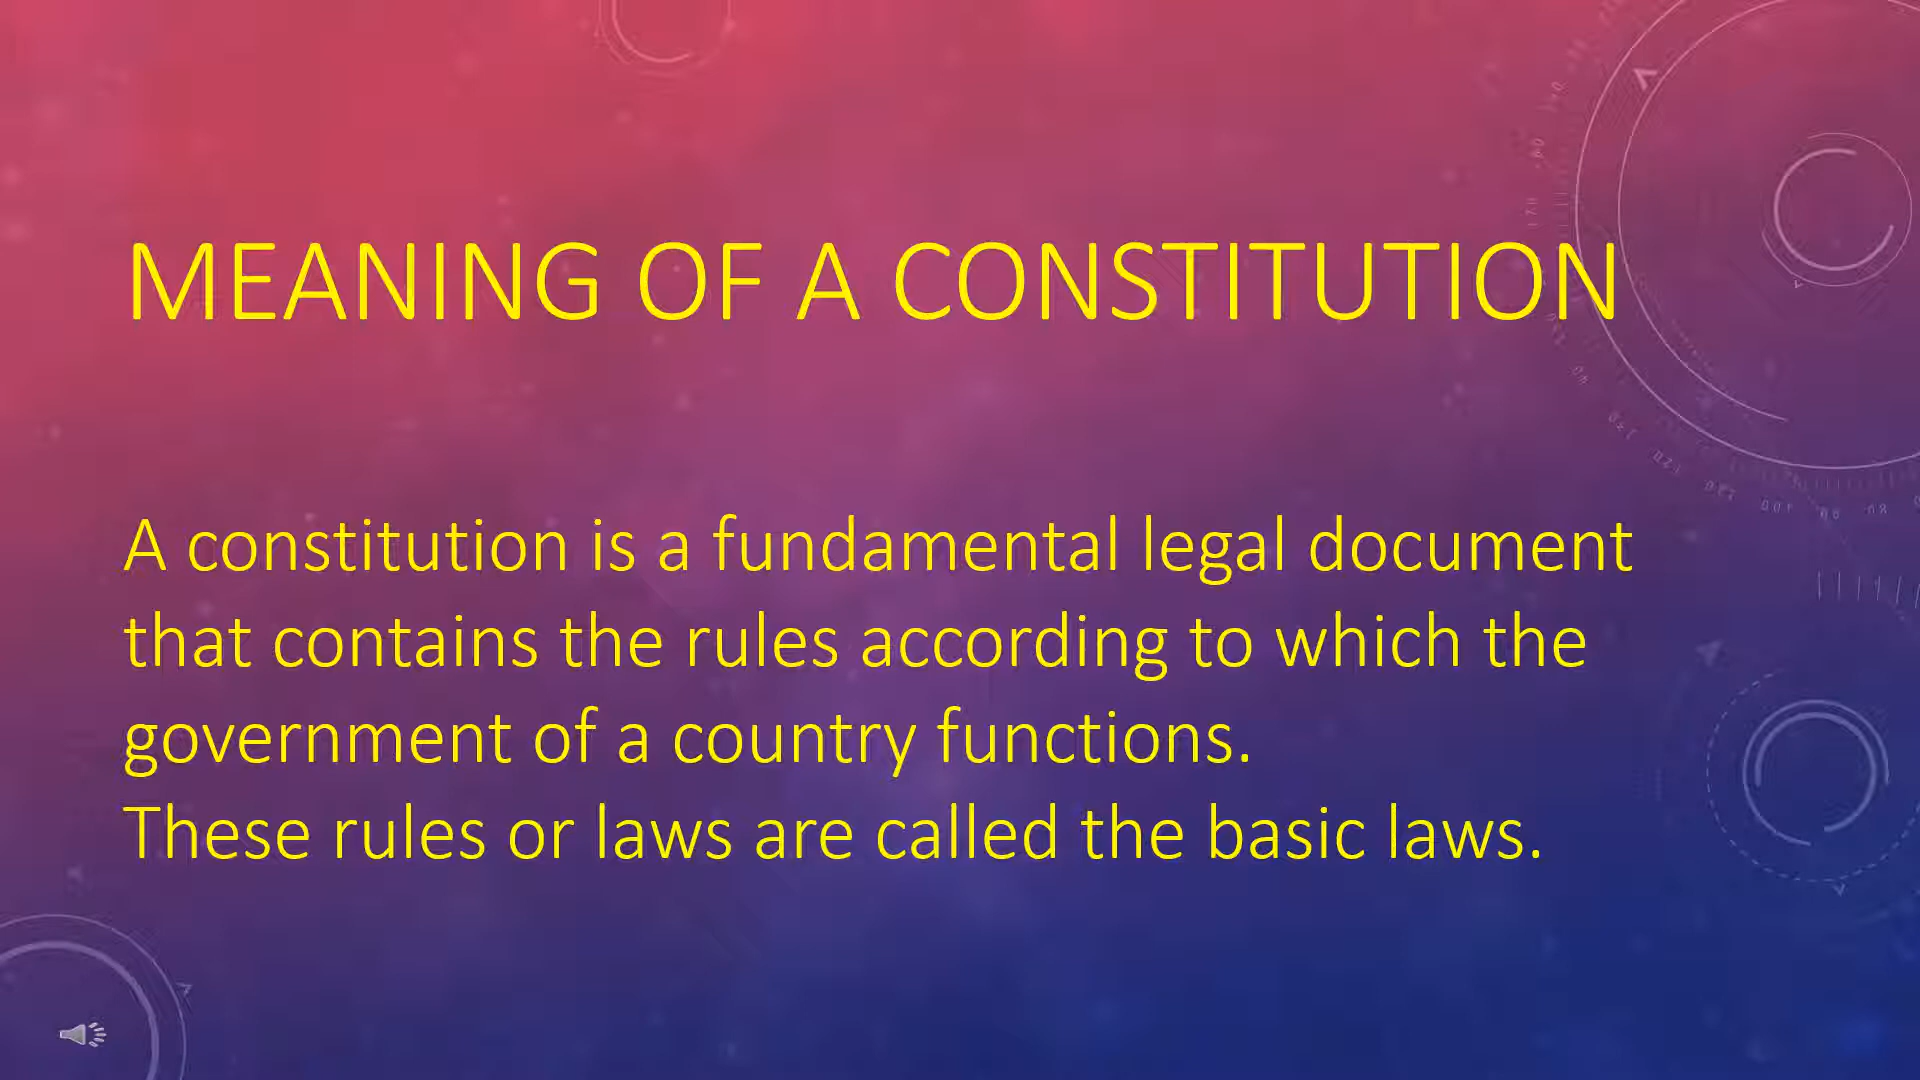 MEANING OF A CONSTITUTION
A constitution is a fundamental legal document
that contains the rules according to which the
government of a country functions.
These rules or laws are called the basic laws.